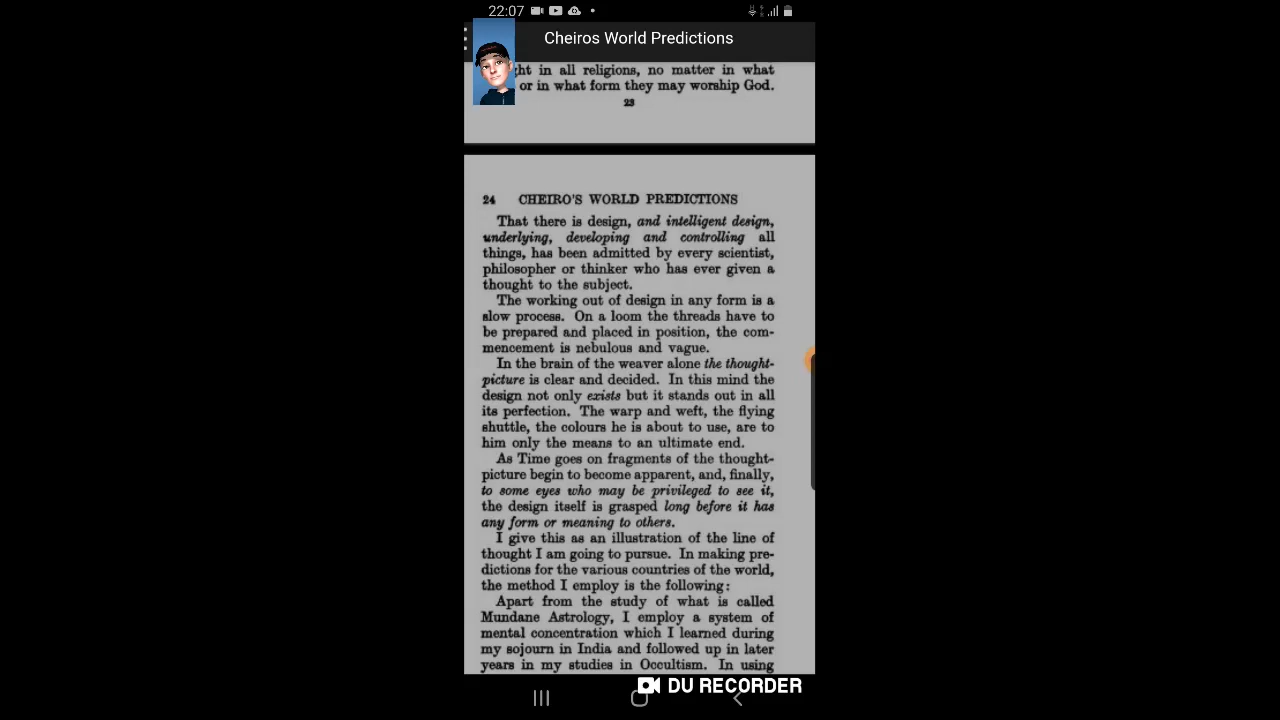 22:07
Cheiros World Predictions
ht in all religions, no matter in what
or in what form they may worship God.
23
24 CHEIRO'S WORLD PREDICTIONS
That there is design, and intelligent design,
underlying, developing and controlling all
things, has been admitted by every scientist,
philosopher or thinker who has ever given a
thought to the subject.
The working out of design in any form is a
slow process. On a loom the threads have to
be prepared and placed in position, the com-
mencement is nebulous and vague.
In the brain of the weaver alone the thought-
picture is clear and decided. In this mind the
design not only exists but it stands out in all
its perfection. The warp and weft, the flying
shuttle, the colours he is about to use, are to
him only the means to an ultimate end.
As Time goes on fragments of the thought-
picture begin to become apparent, and, finally,
to some eyes who may be privileged to see it,
the design itself is grasped long before it has
any form or meaning to others.
I give this as an illustration of the line of
thought I am going to pursue. In making pre-
dictions for the various countries of the world,
the method I employ is the following:
Apart from the study of what is called
Mundane Astrology, I employ a system of
mental concentration which I learned during
my sojourn in India and followed up in later
years in my studies in Occultism. In using
DU RECORDER